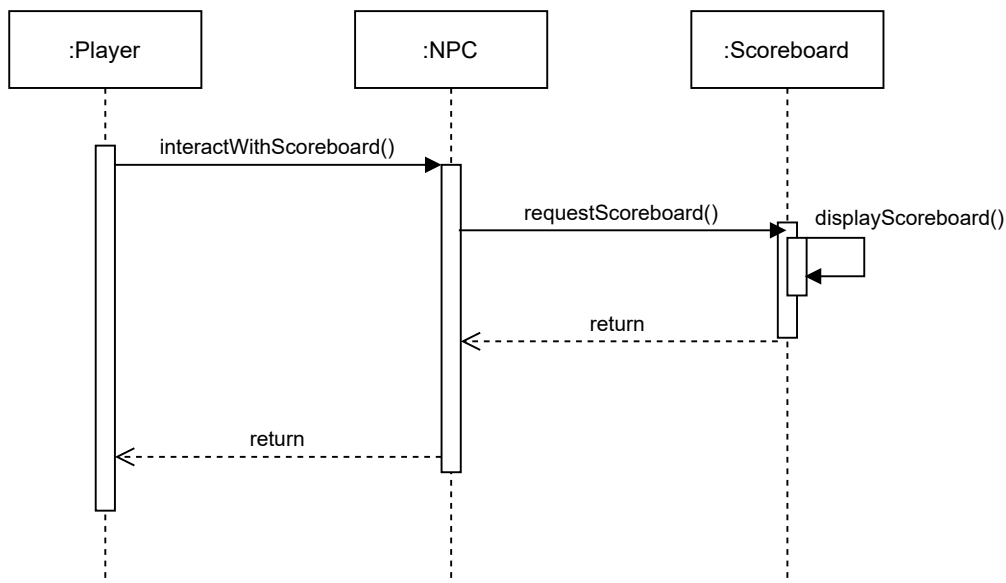 :Player
:NPC
:Scoreboard
interactWithScoreboard()
requestScoreboard()
displayScoreboard()
return
return